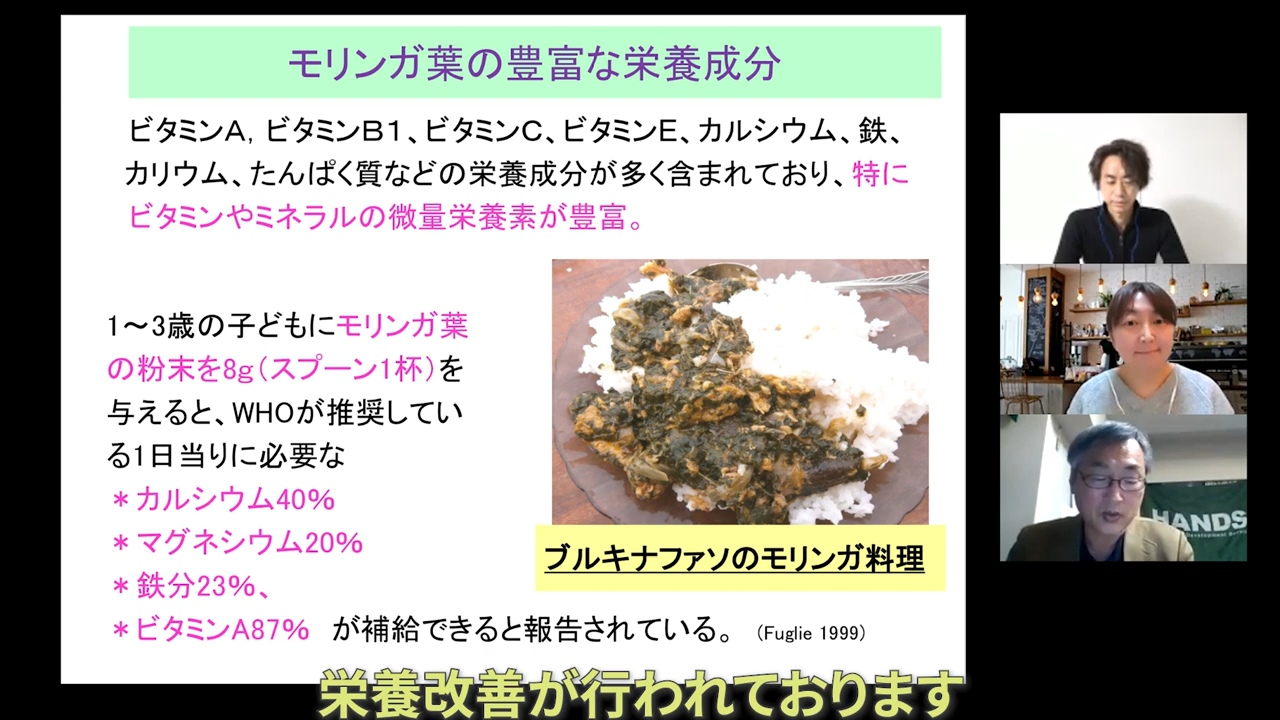 モリンガ葉の豊富な栄養成分
ビタミンA, ビタミンB1、ビタミンC、ビタミンE、カルシウム、鉄、
カリウム、たんぱく質などの栄養成分が多く含まれており、特に
ビタミンやミネラルの微量栄養素が豊富。
1～3歳の子どもにモリンガ葉
の粉末を8g(スプーン1杯)を
与えると、WHOが推奨してい
る1日当りに必要な
＊カルシウム40%
＊マグネシウム20%
＊鉄分23%、
＊ビタミンA87% が補給できると報告されている。 (Fuglie 1999)
ブルキナファソのモリンガ料理
HANDS
栄養改善が行われております